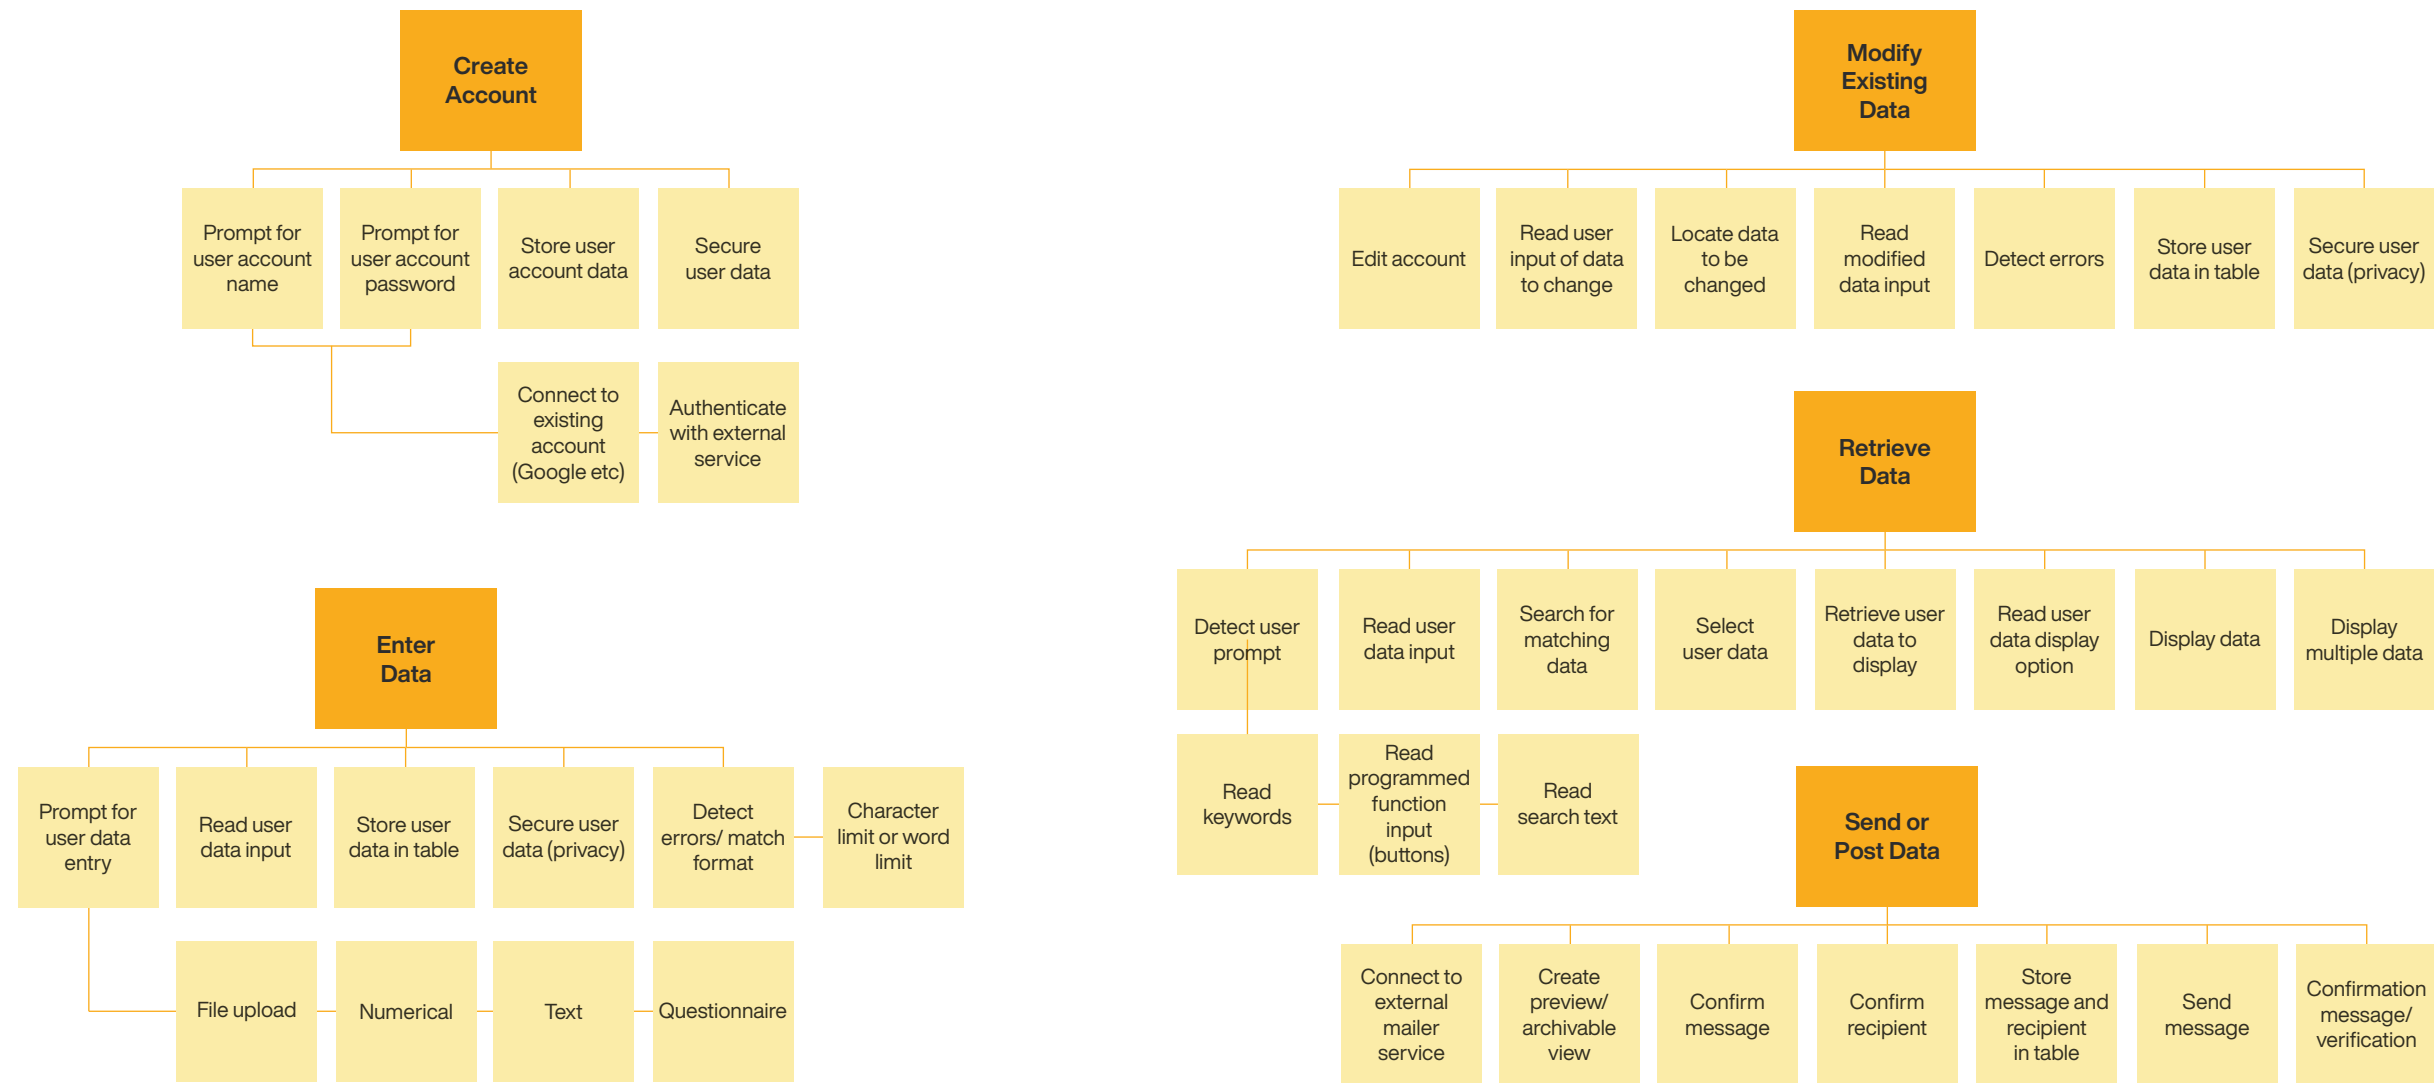 Create
Account
Prompt for
user account
name
Prompt for
user account
password
Store user
account data
Secure
user data
Connect to
existing
account
(Google etc)
Authenticate
with external
service
Enter
Data
Prompt for
user data
entry
Read user
data input
Store user
data in table
Secure user
data (privacy)
Detect
errors/ match
format
Character
limit or word
limit
File upload
Numerical
Text
Questionnaire
Modify
Existing
Data
Edit account
Read user
input of data
to change
Locate data
to be
changed
Read
modified
data input
Detect errors
Store user
data in table
Secure user
data (privacy)
Retrieve
Data
Detect user
prompt
Read user
data input
Search for
matching
data
Select
user data
Retrieve user
data to
display
Read user
data display
option
Display data
Display
multiple data
Read
keywords
Read
programmed
function
input
(buttons)
Read
search text
Send or
Post Data
Connect to
external
mailer
service
Create
preview/
archivable
view
Confirm
message
Confirm
recipient
Store
message and
recipient
in table
Send
message
Confirmation
message/
verification